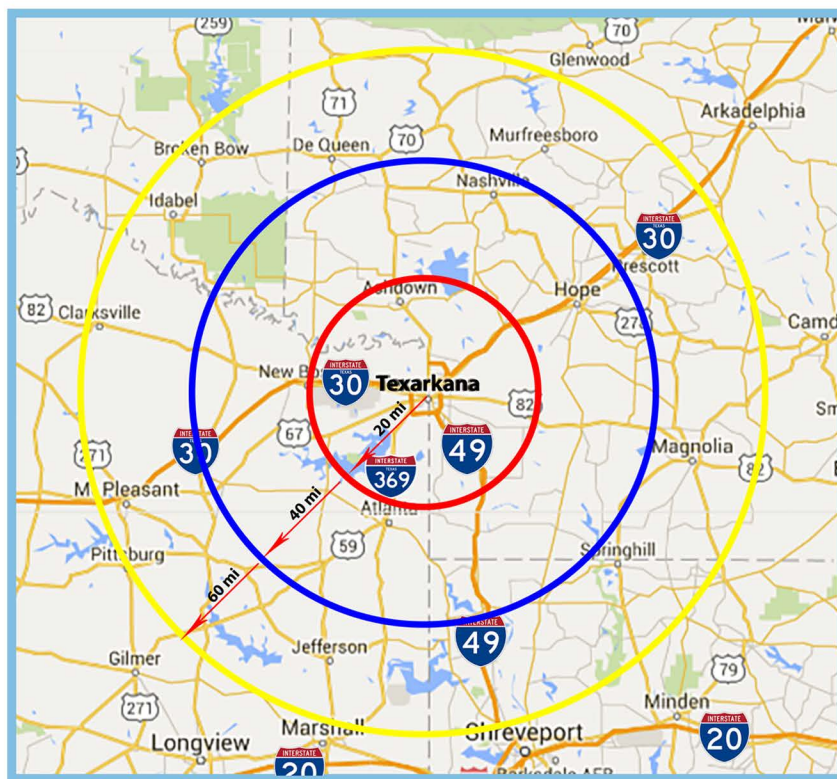 259
70
Glenwood
71
Arkadelphia
70
Murfreesboro
Broken Bow
De Queen
Nashville
Idabel
INTERSTATE
TEXAS
30
Prescott
Ashdown
Hope
82
Clarksville
278
Camd
New Bo
INTERSTATE
TEXAS
30
Texarkana
82
20 mi
67
INTERSTATE
30
INTERSTATE
49
Magnolia
271
82
INTERSTATE
TEXAS
369
Mt Pleasant
Atlanta
40 mi
59
Pittsburg
Springhill
60 mi
INTERSTATE
49
Jefferson
Gilmer
79
271
Minden
Marshall
Shreveport
INTERSTATE
20
Longview
INTERSTATE
20